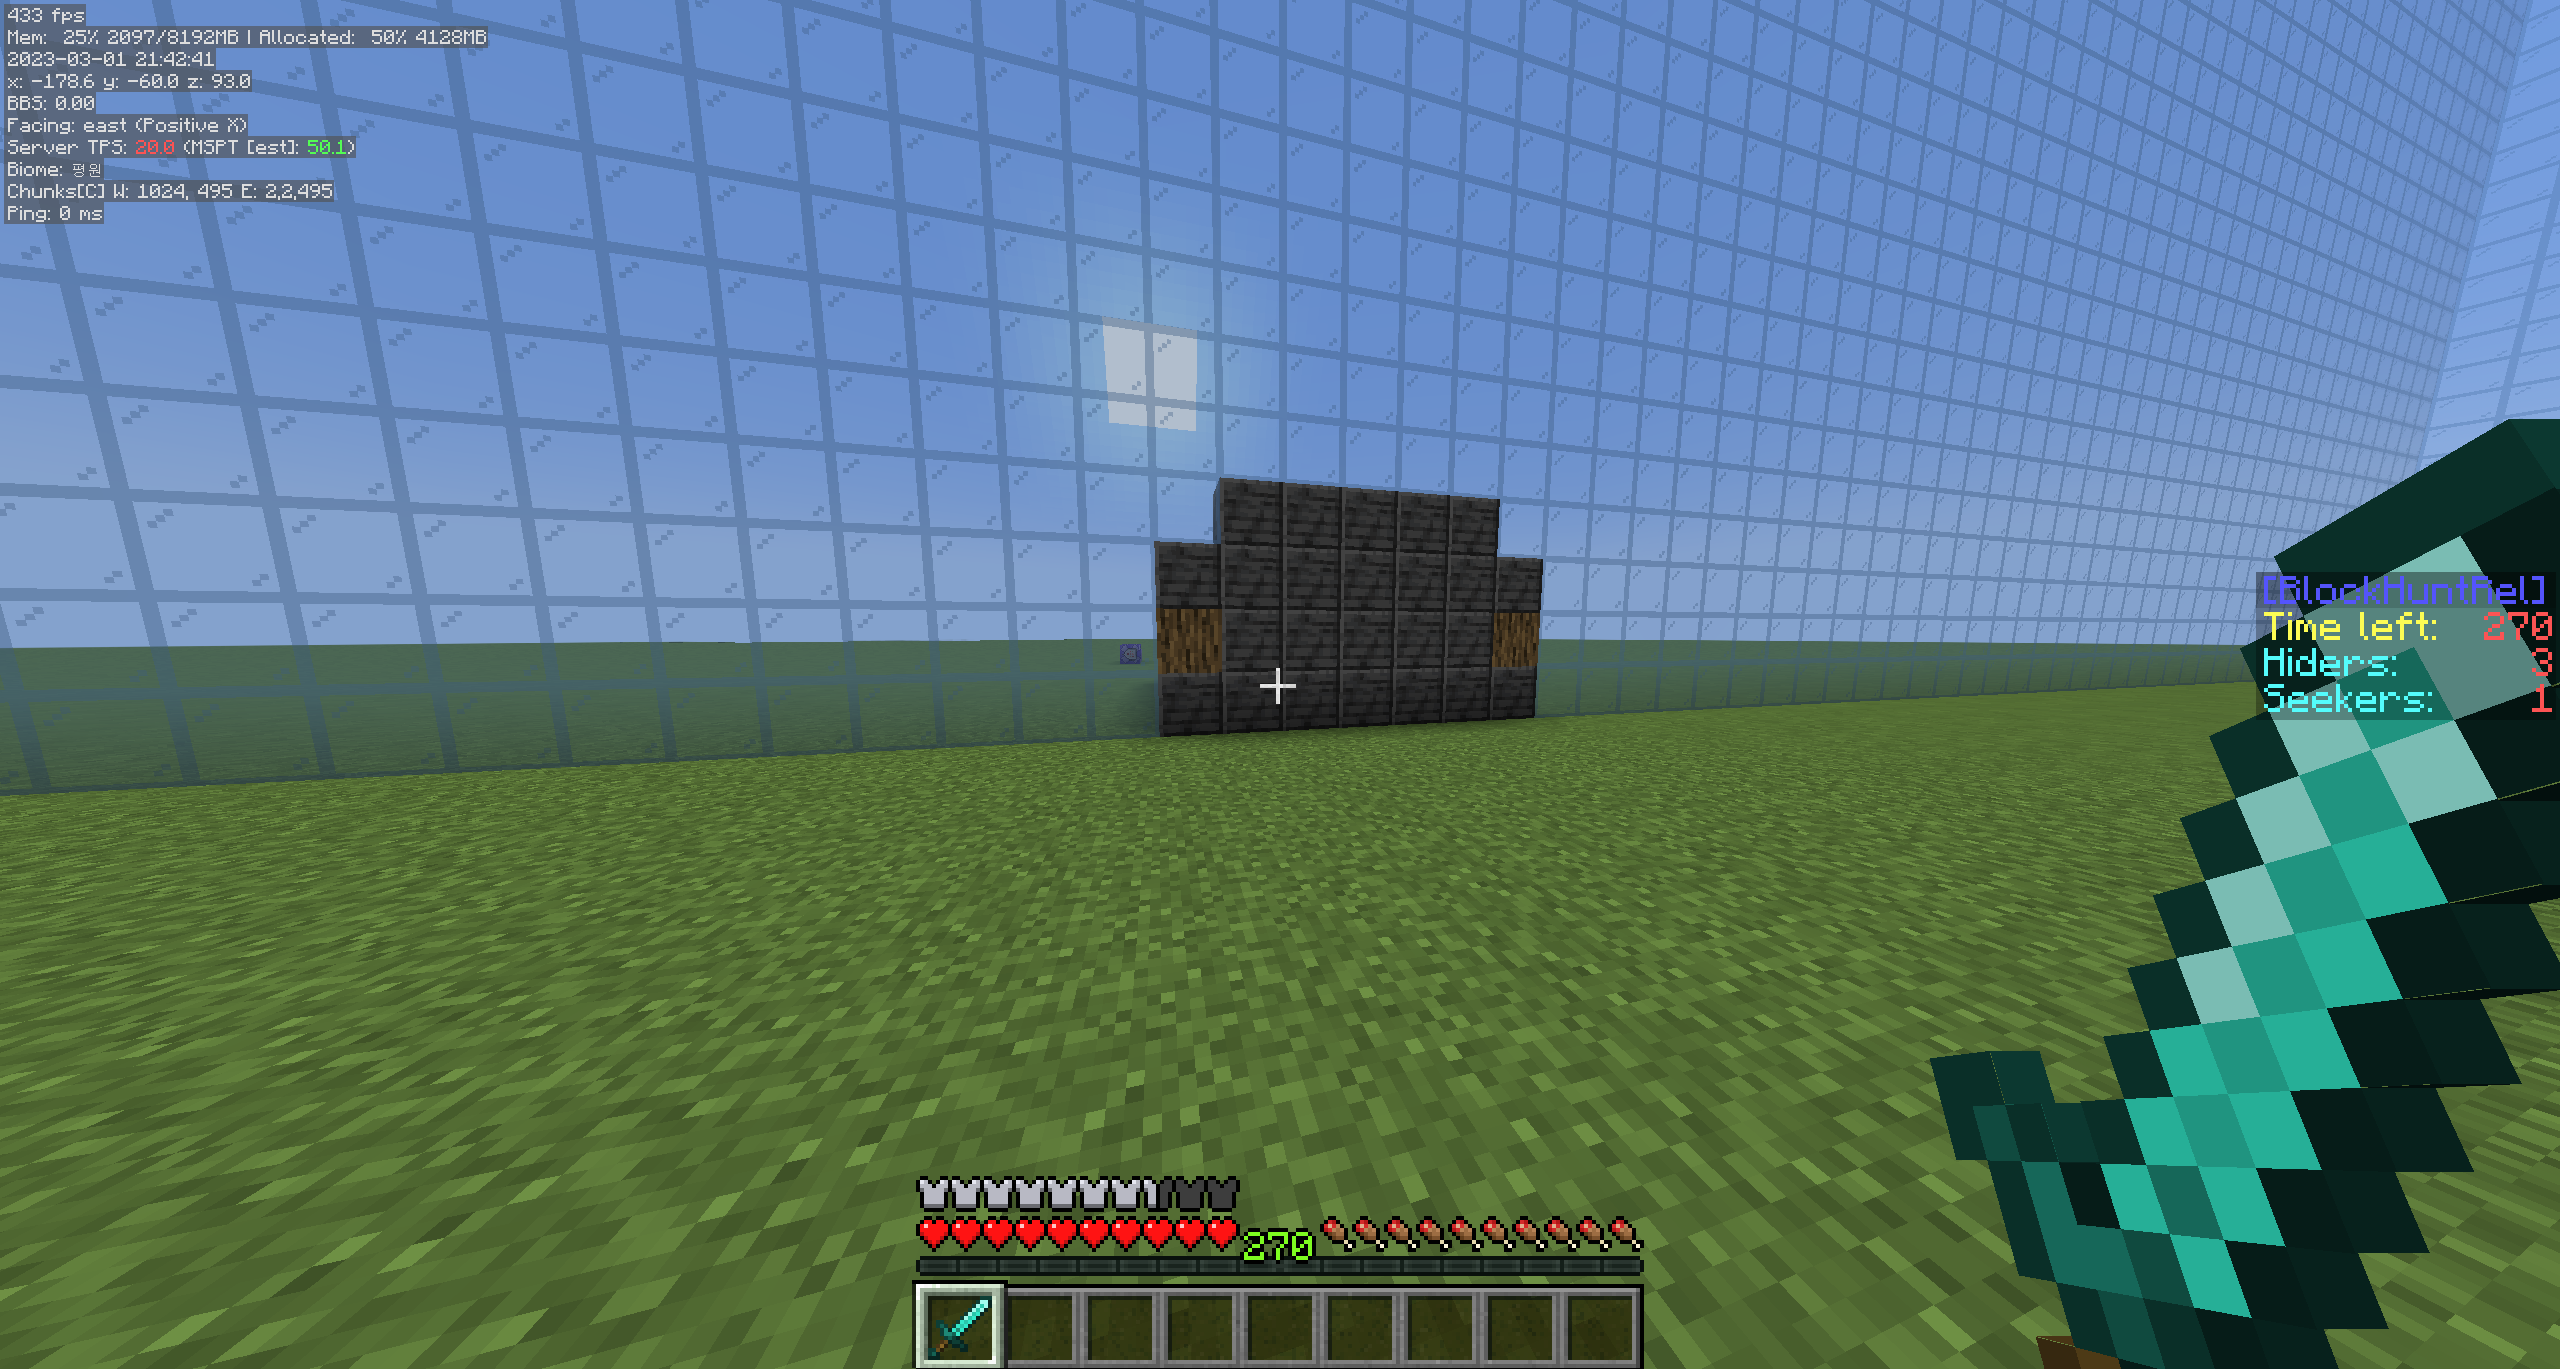 433 fps
Mem: 25% 2097/8192MB | Allocated: 50% 4128MB
2023-03-01 21:42:41
x: -178.6 y: -60.0 z: 93.0
BBS: 0.00
Facing: east (Positive X)
Server TPS: 20.0 (MSPT [est]: 50.1)
Biome: 평원
Chunks[C] W: 1024, 495 E: 2,2,495
Ping: 0 ms
[BlockHuntRel]
Time left: 270
Hiders: 3
Seekers: 1
270